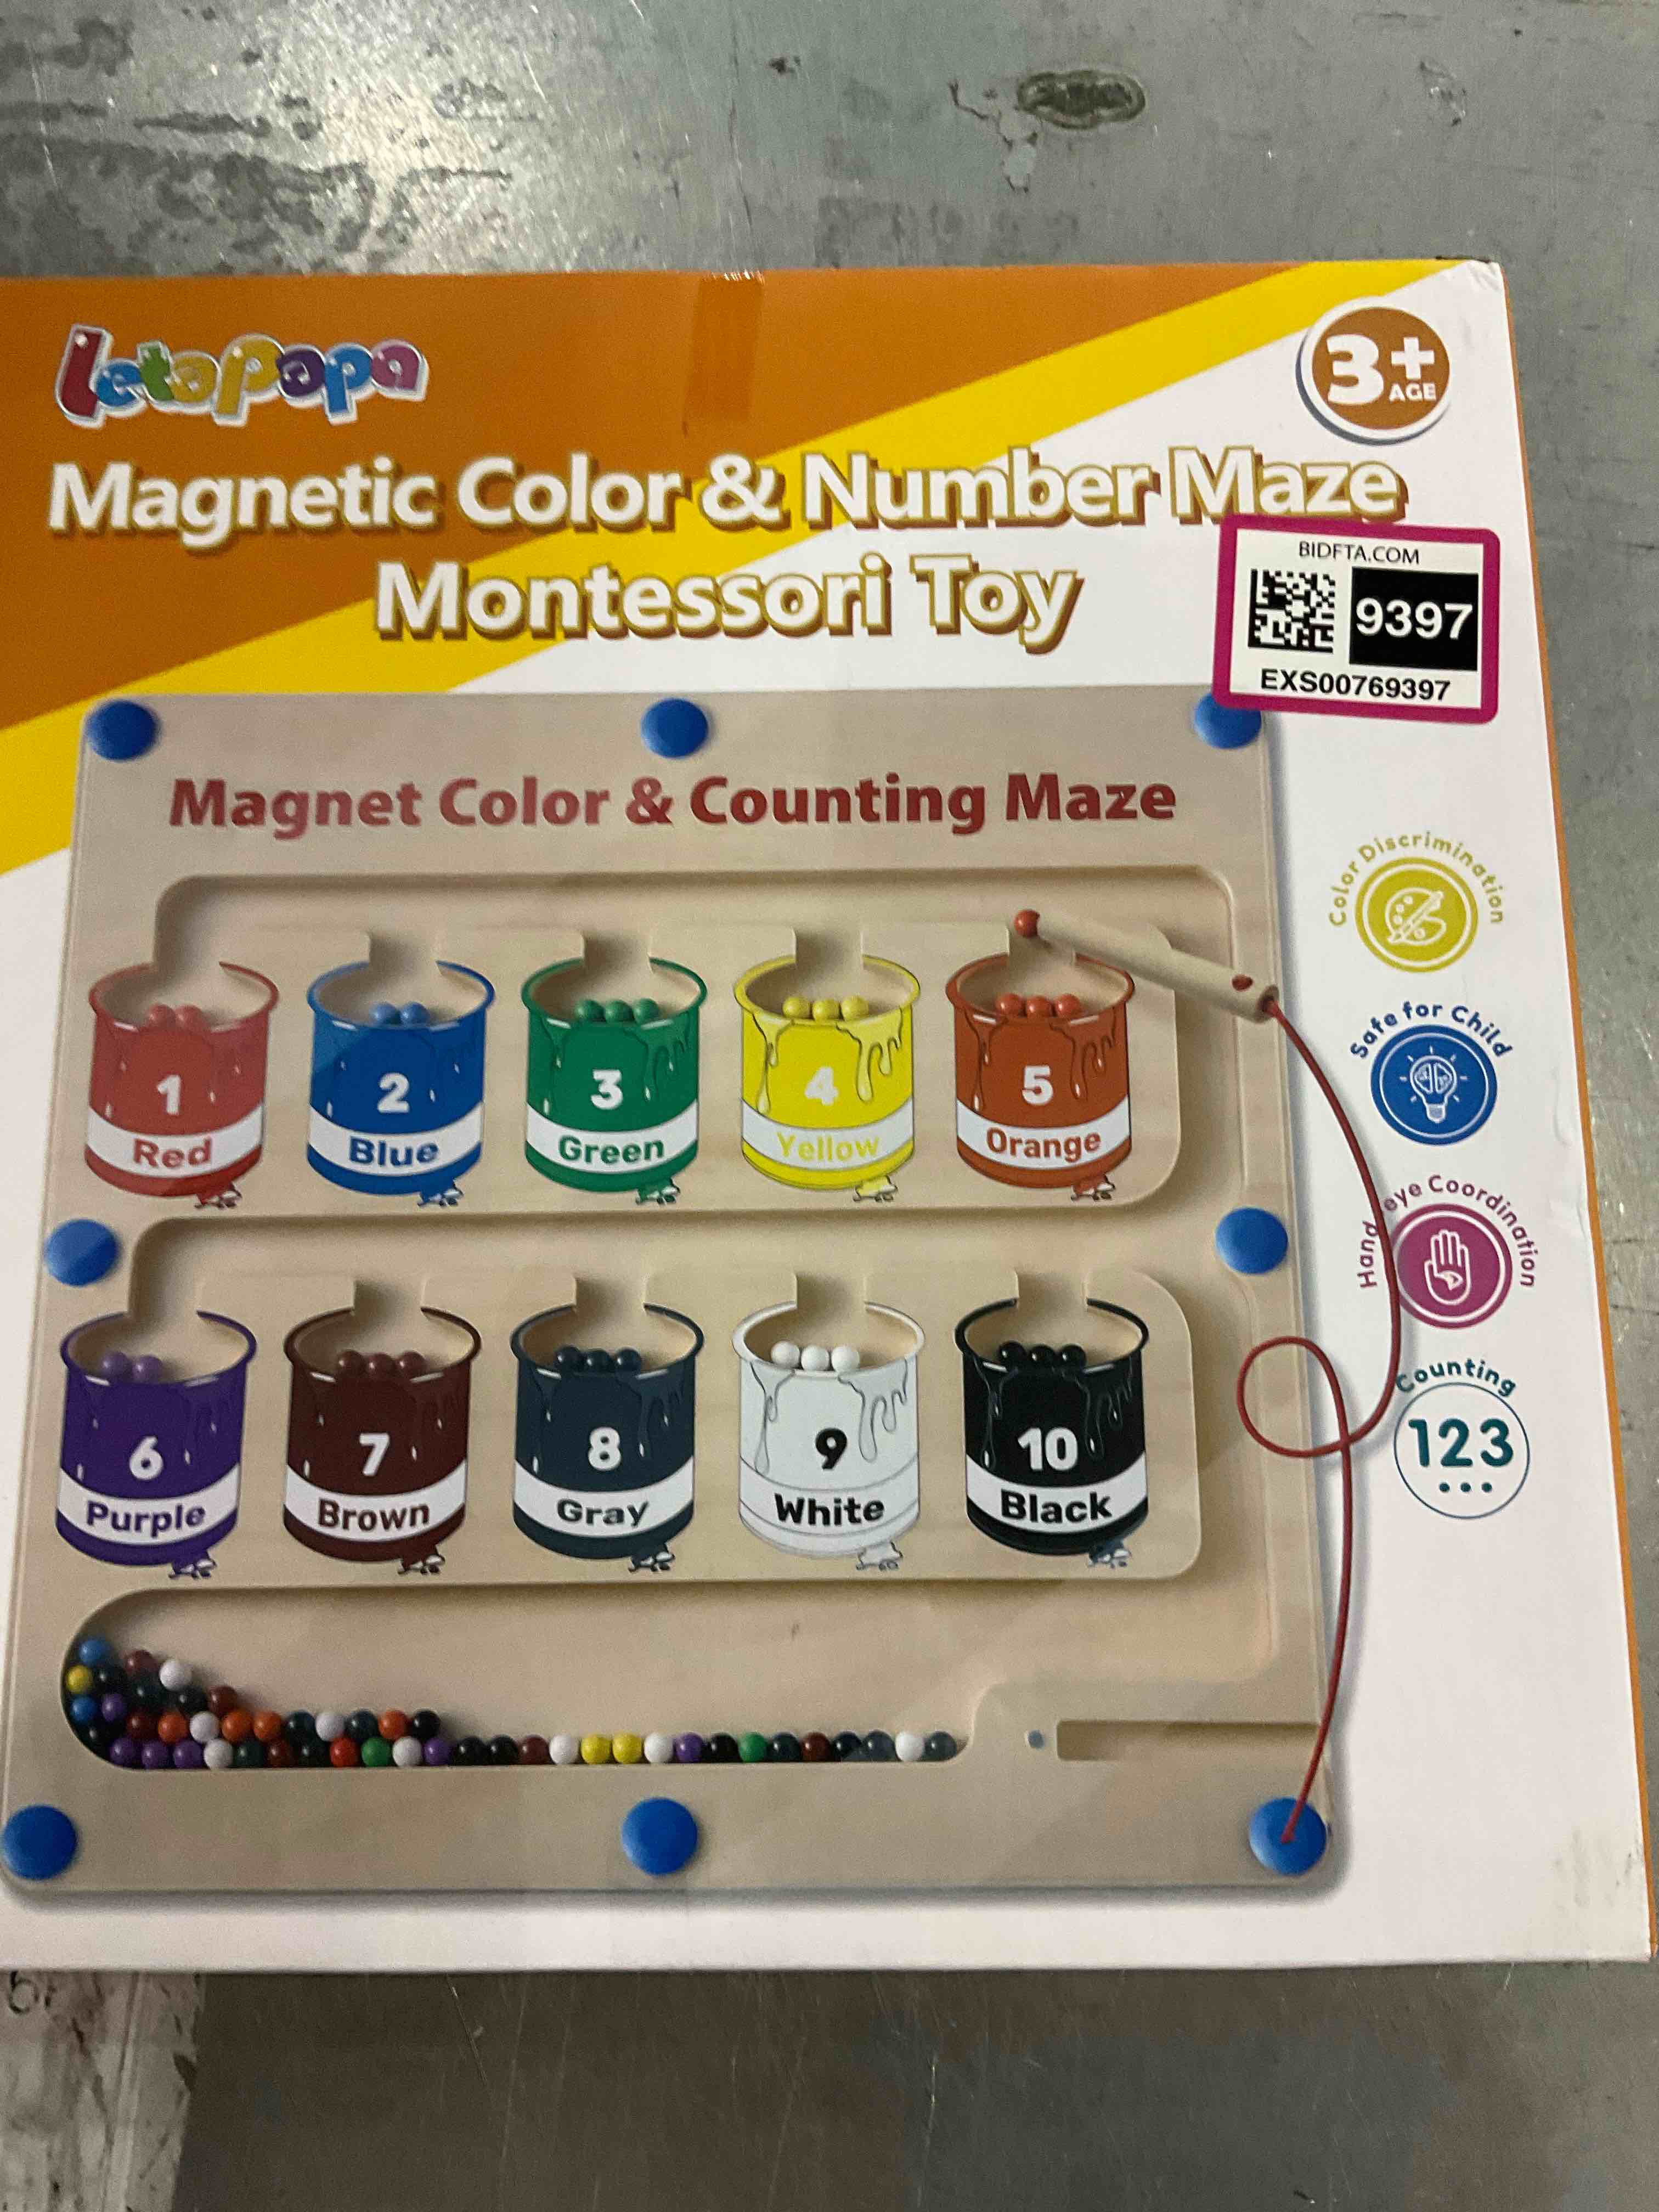 Letapapa
3+
AGE
Magnetic Color & Number Maze
Montessori Toy
BIDFTA.COM
9397
EXS00769397
Magnet Color & Counting Maze
Color Discrimination
Safe for Child
Hand eye Coordination
Counting
123
1
Red
2
Blue
3
Green
4
Yellow
5
Orange
6
Purple
7
Brown
8
Gray
9
White
10
Black